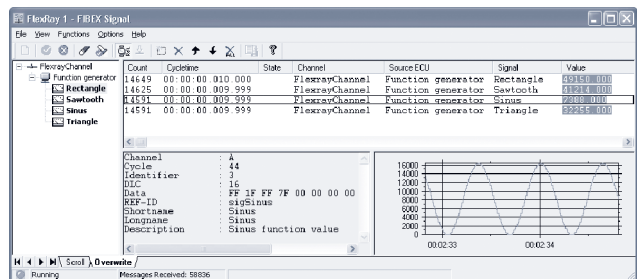 FlexRay 1 - FIBEX Signal
File View Functions Options Help
FlexrayChannel
Function generator
Rectangle
Sawtooth
Sinus
Triangle
Count Cycletime State Channel Source ECU Signal Value
14649 00:00:00.010.000 FlexrayChannel Function generator Rectangle 49150.000
14625 00:00:00.009.999 FlexrayChannel Function generator Sawtooth 41214.000
14591 00:00:00.009.999 FlexrayChannel Function generator Sinus 7388.000
14591 00:00:00.009.999 FlexrayChannel Function generator Triangle 32255.000
Channel : A
Cycle : 44
Identifier : 3
DLC : 16
Data : FF 1F FF 7F 00 00 00 00
REF-ID : sigSinus
Shortname : Sinus
Longname : Sinus
Description : Sinus function value
16000
14000
12000
10000
8000
6000
4000
2000
0
00:02:33 00:02:34
Scroll Overwrite
Running Messages Received: 58836